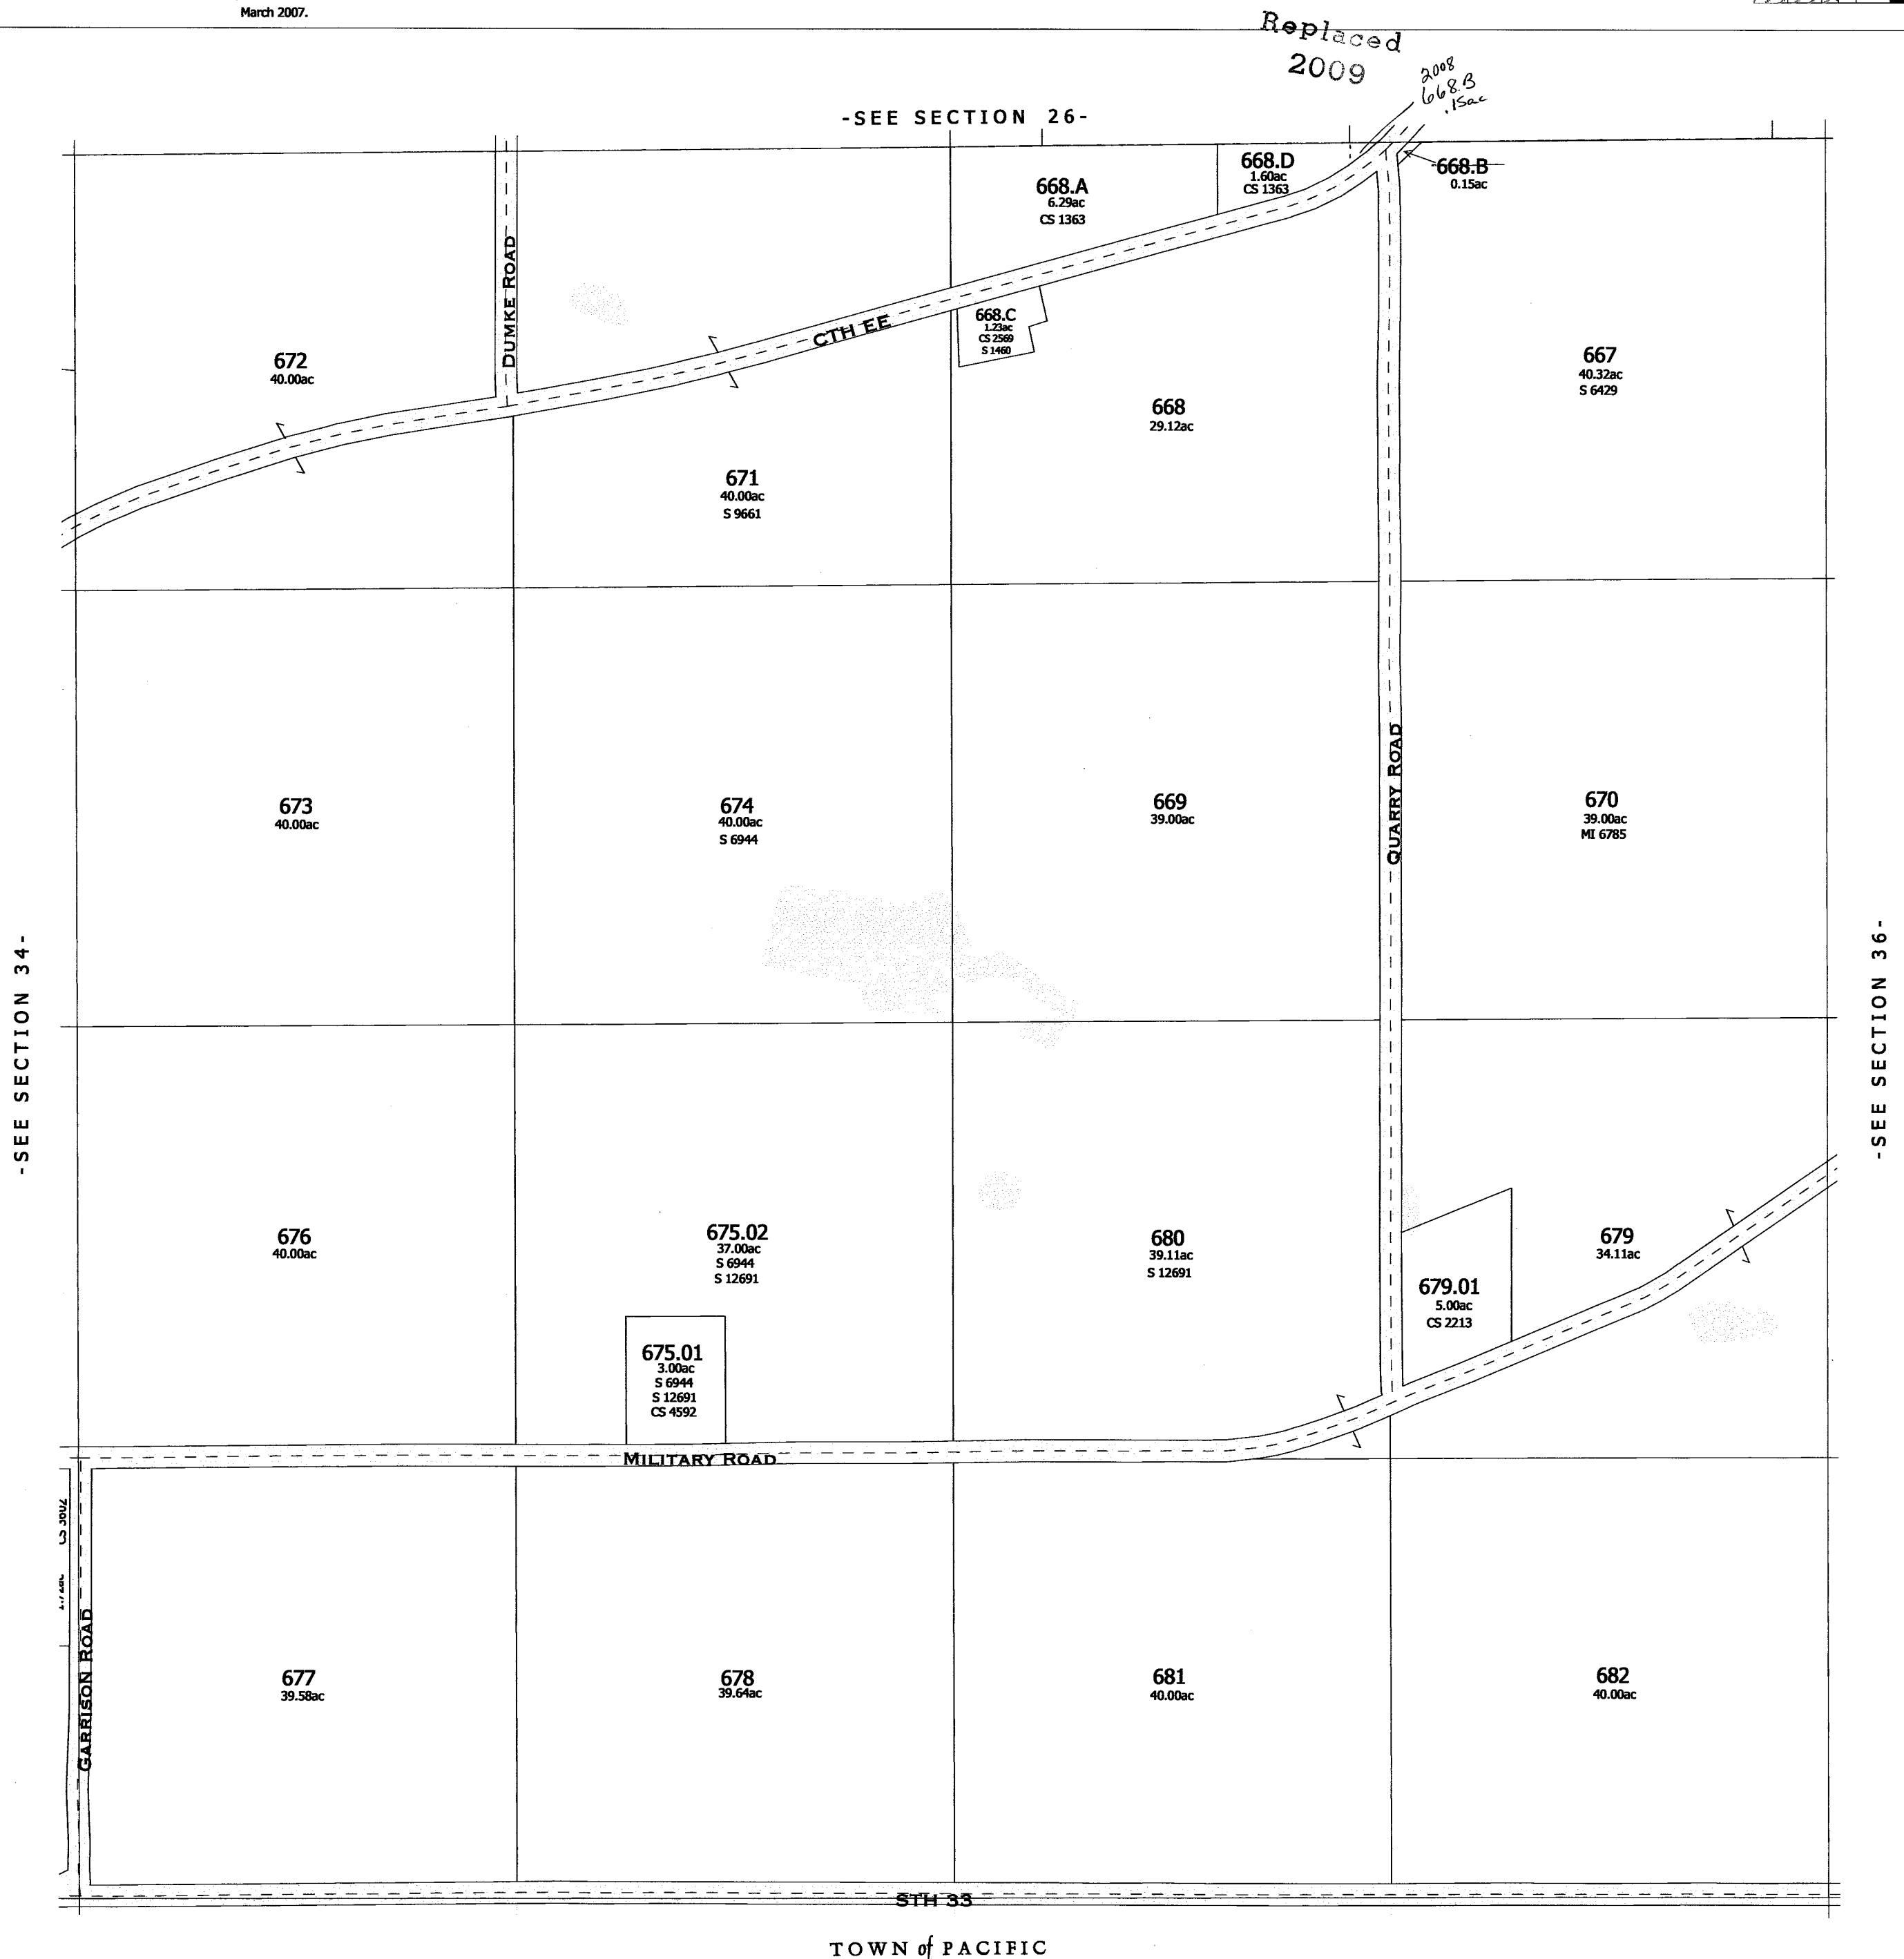 March 2007.
Replaced
2009
2008
668.B
.15ac
-SEE SECTION 26-
668.A
6.29ac
CS 1363
668.D
1.60ac
CS 1363
668.B
0.15ac
DUMKE ROAD
CTH EE
668.C
1.23ac
CS 2569
S 1460
672
40.00ac
671
40.00ac
S 9661
668
29.12ac
667
40.32ac
S 6429
673
40.00ac
674
40.00ac
S 6944
669
39.00ac
QUARRY ROAD
670
39.00ac
MI 6785
-SEE SECTION 34-
-SEE SECTION 36-
676
40.00ac
675.02
37.00ac
S 6944
S 12691
680
39.11ac
S 12691
679
34.11ac
679.01
5.00ac
CS 2213
675.01
3.00ac
S 6944
S 12691
CS 4592
MILITARY ROAD
CS 3602
GARRISON ROAD
677
39.58ac
678
39.64ac
681
40.00ac
682
40.00ac
STH 33
TOWN of PACIFIC